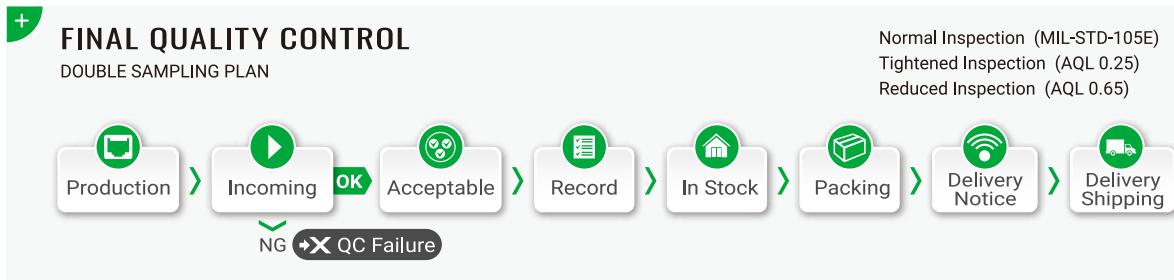 FINAL QUALITY CONTROL
DOUBLE SAMPLING PLAN
Normal Inspection (MIL-STD-105E)
Tightened Inspection (AQL 0.25)
Reduced Inspection (AQL 0.65)
Production
Incoming
OK
Acceptable
Record
In Stock
Packing
Delivery
Notice
Delivery
Shipping
NG
QC Failure